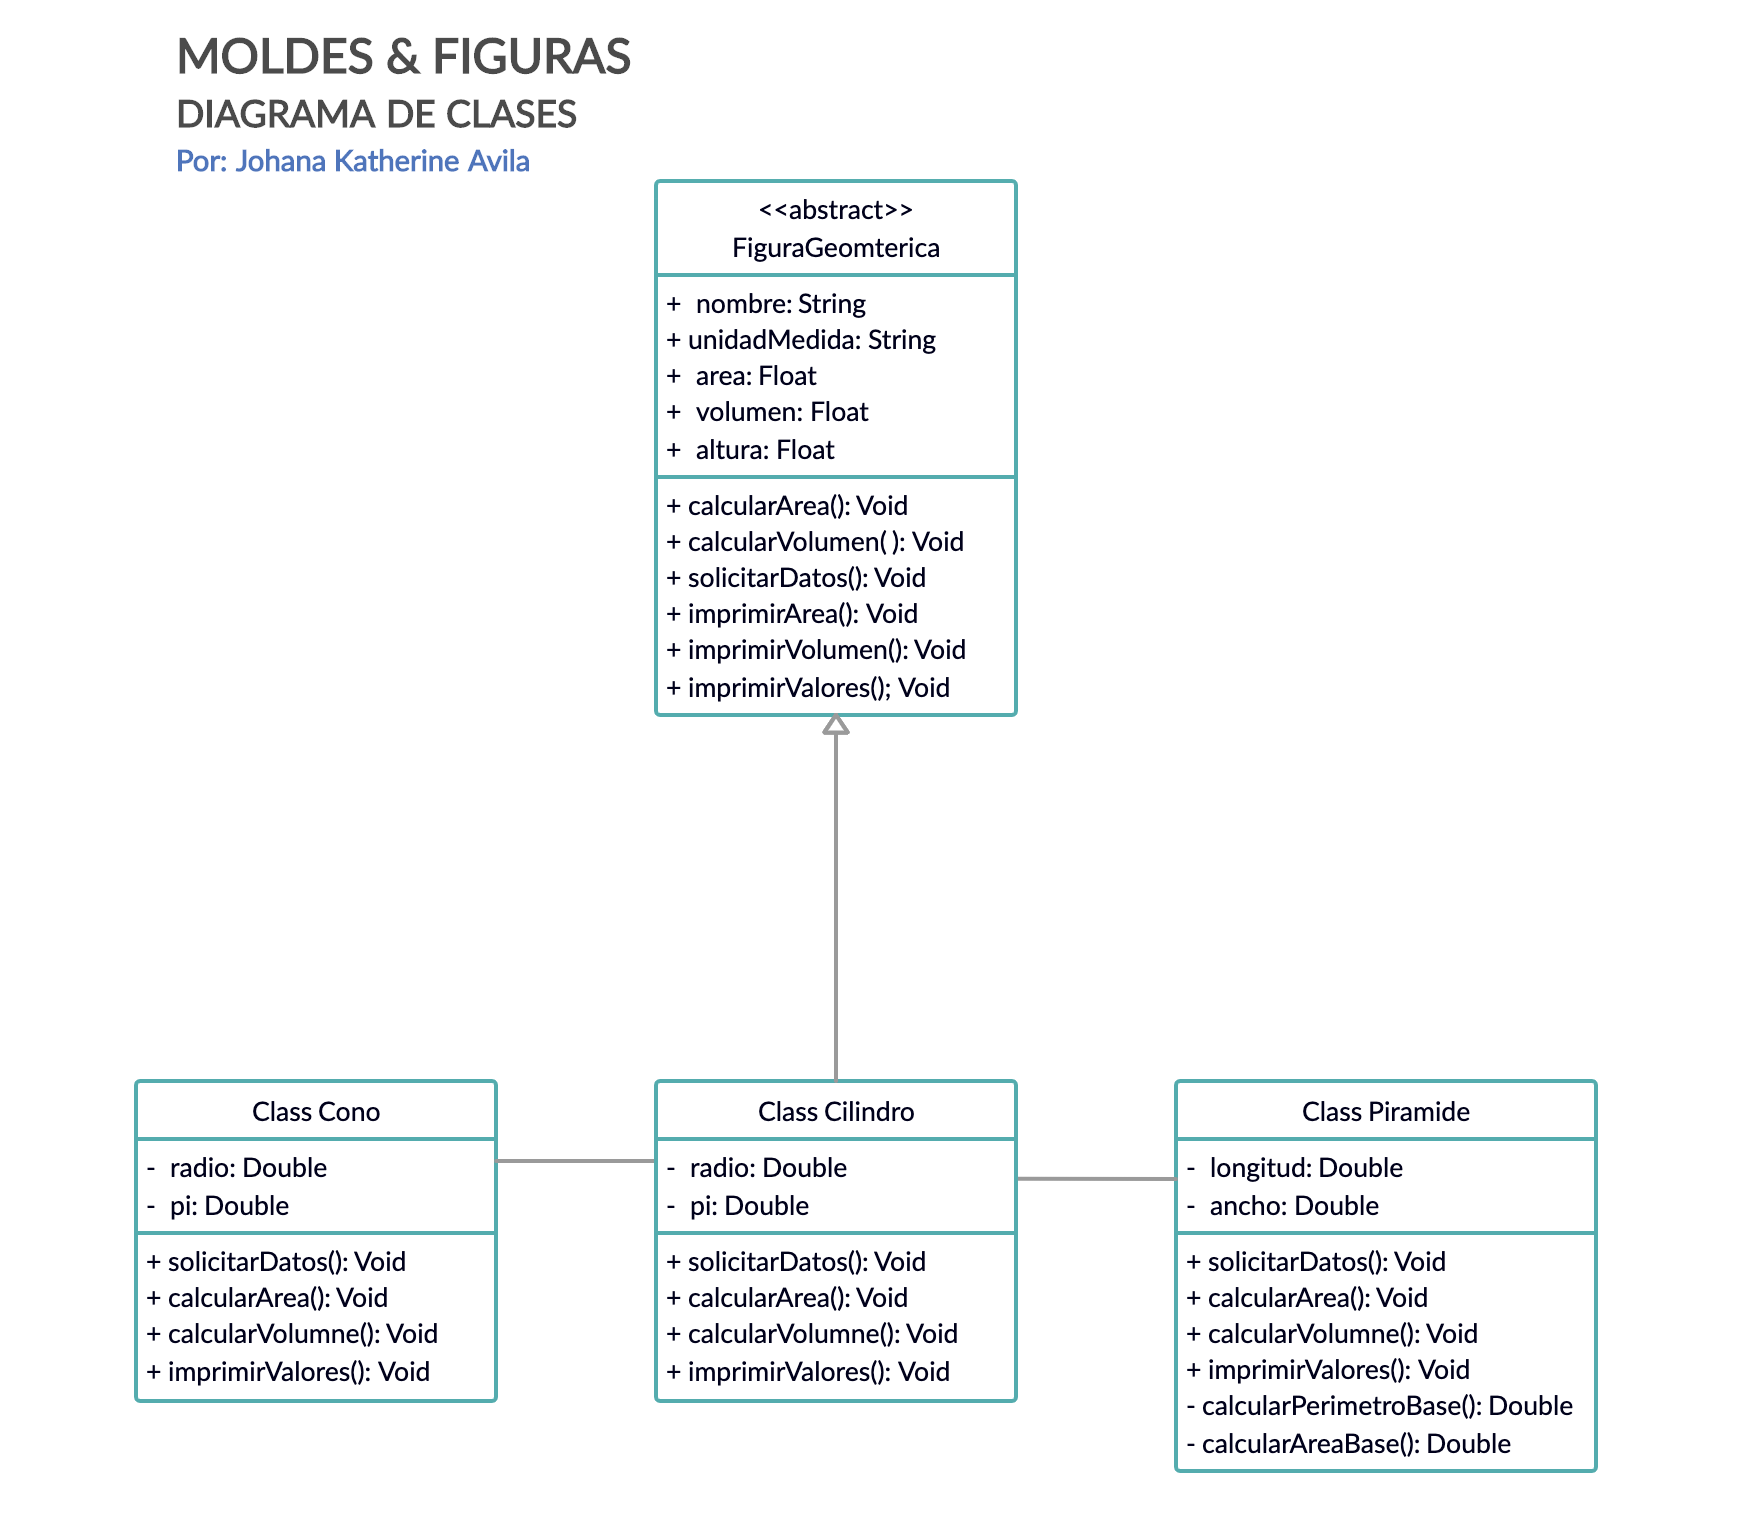 MOLDES & FIGURAS
DIAGRAMA DE CLASES
Por: Johana Katherine Avila
<<abstract>>
FiguraGeomterica
+ nombre: String
+ unidadMedida: String
+ area: Float
+ volumen: Float
+ altura: Float
+ calcularArea(): Void
+ calcularVolumen( ): Void
+ solicitarDatos(): Void
+ imprimirArea(): Void
+ imprimirVolumen(): Void
+ imprimirValores(); Void
Class Cono
- radio: Double
- pi: Double
+ solicitarDatos(): Void
+ calcularArea(): Void
+ calcularVolumne(): Void
+ imprimirValores(): Void
Class Cilindro
- radio: Double
- pi: Double
+ solicitarDatos(): Void
+ calcularArea(): Void
+ calcularVolumne(): Void
+ imprimirValores(): Void
Class Piramide
- longitud: Double
- ancho: Double
+ solicitarDatos(): Void
+ calcularArea(): Void
+ calcularVolumne(): Void
+ imprimirValores(): Void
- calcularPerimetroBase(): Double
- calcularAreaBase(): Double